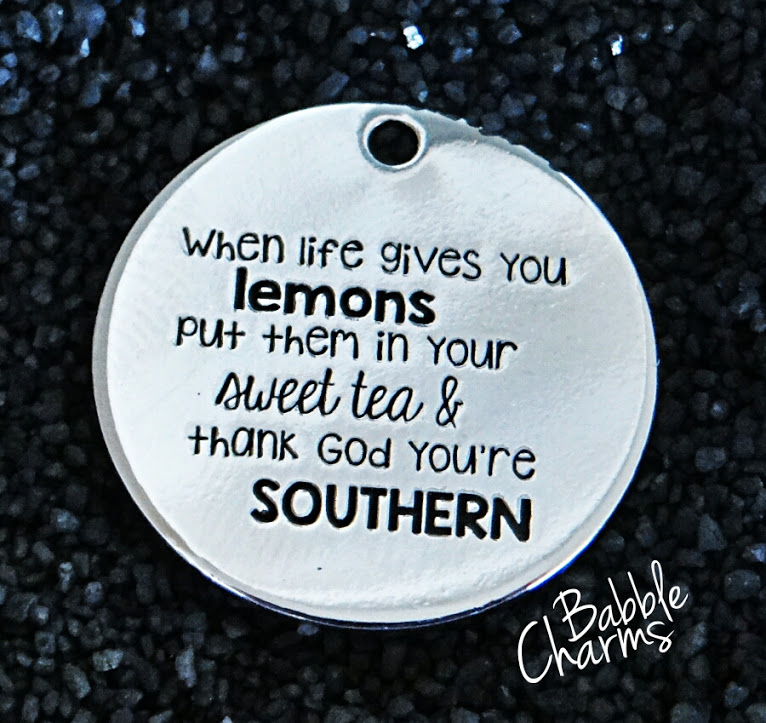 When life gives you
lemons
put them in your
sweet tea &
thank God you're
SOUTHERN
Babble
Charms